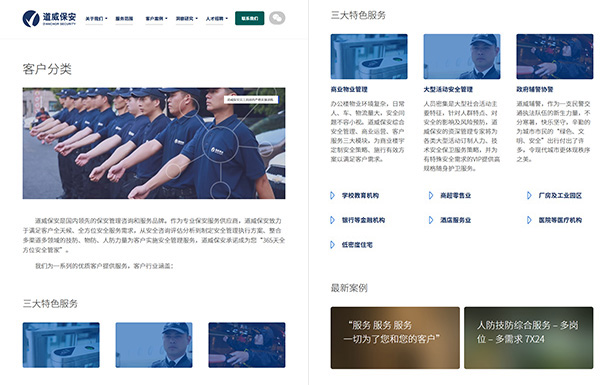 道威保安
关于我们
服务范围
客户案例
洞察研究
人才招聘
联系我们
客户分类
道威保安是国内领先的保安管理咨询和服务品牌。作为专业保安服务供应商，道威保安致力
于满足客户全天候、全方位安全服务需求，从安全咨询评估分析到制定安全管理执行方案、整合
多渠道多领域的技防、物防、人防力量为客户实施安全管理服务，道威保安承诺成为您“365天全
方位安全管家”。
我们为一系列的优质客户提供服务，客户行业涵盖：
三大特色服务
三大特色服务
商业物业管理
办公楼物业环境复杂，日常
人、车、物流量大，安全问
题不容小视。道威保安综合
安全管理、商业运营、客户
服务三大模块，为商业楼宇
定制安全策略、施行有效方
案以满足客户需求。
大型活动安全管理
人员密集是大型社会活动主
要特征，针对人群特点、对
安全的影响及风险预防，道
威保安的资深管理专家将为
各类大型活动订制人力、技
术安全保卫服务策略，并为
有特殊安全需求的VIP提供高
规格随身护卫服务。
政府辅警协警
道威辅警，作为一支民警交
通执法队伍的新生力量，不
分寒暑，快乐坚守，辛勤的
为城市市民的“绿色、文
明、安全”出行付出了许
多，令现代城市更体现秩序
之美。
学校教育机构
商超零售业
厂房及工业园区
银行等金融机构
酒店服务业
医院等医疗机构
低密度住宅
最新案例
“服务 服务 服务
一切为了您和您的客户”
人防技防综合服务 – 多岗
位 – 多需求 7X24